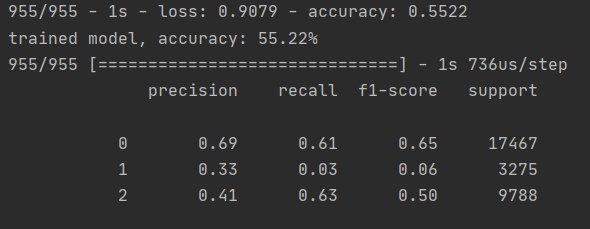 955/955 - 1s - loss: 0.9079 - accuracy: 0.5522
trained model, accuracy: 55.22%
955/955 [==============================] - 1s 736us/step
precision recall f1-score support
0 0.69 0.61 0.65 17467
1 0.33 0.03 0.06 3275
2 0.41 0.63 0.50 9788